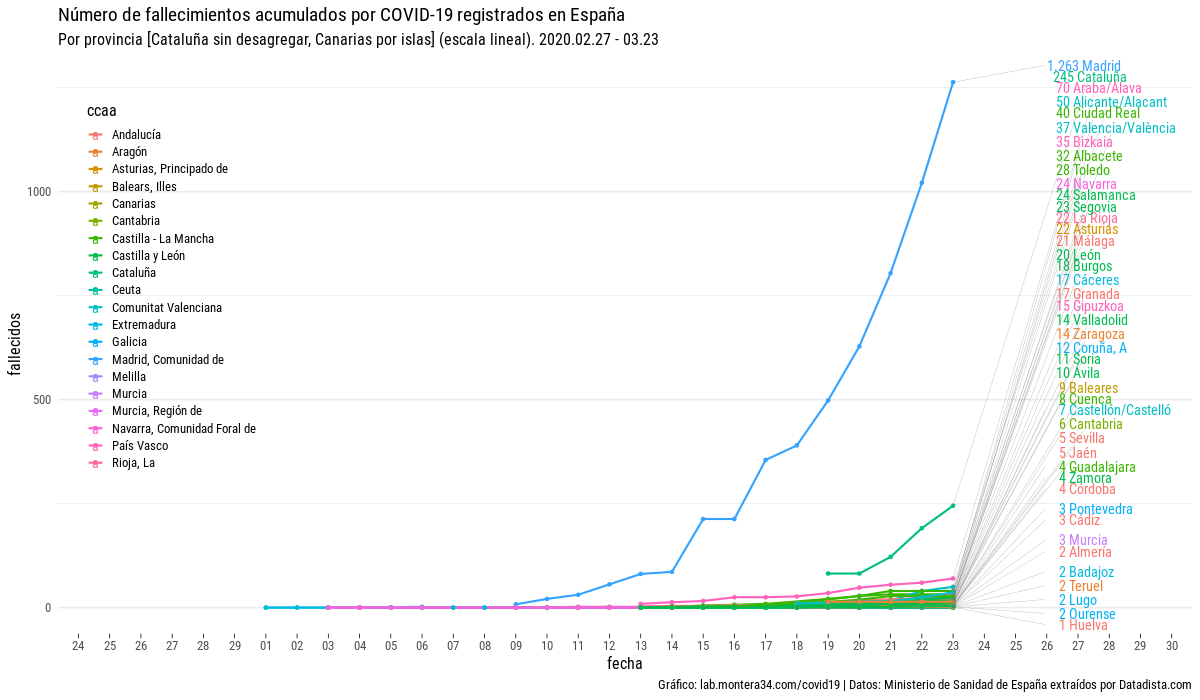 Número de fallecimientos acumulados por COVID-19 registrados en España
Por provincia [Cataluña sin desagregar, Canarias por islas] (escala lineal). 2020.02.27 - 03.23
fallecidos
1000
500
0
ccaa
Andalucía
Aragón
Asturias, Principado de
Balears, Illes
Canarias
Cantabria
Castilla - La Mancha
Castilla y León
Cataluña
Ceuta
Comunitat Valenciana
Extremadura
Galicia
Madrid, Comunidad de
Melilla
Murcia
Murcia, Región de
Navarra, Comunidad Foral de
País Vasco
Rioja, La
1,263 Madrid
245 Cataluña
70 Araba/Álava
50 Alicante/Alacant
40 Ciudad Real
37 Valencia/València
35 Bizkaia
32 Albacete
28 Toledo
24 Navarra
24 Salamanca
23 Segovia
22 La Rioja
22 Asturias
21 Málaga
20 León
18 Burgos
17 Cáceres
17 Granada
15 Gipuzkoa
14 Valladolid
14 Zaragoza
12 Coruña, A
11 Soria
10 Ávila
9 Baleares
8 Cuenca
7 Castellón/Castelló
6 Cantabria
5 Sevilla
5 Jaén
4 Guadalajara
4 Zamora
4 Córdoba
3 Pontevedra
3 Cádiz
3 Murcia
2 Almería
2 Badajoz
2 Teruel
2 Lugo
2 Ourense
1 Huelva
24 25 26 27 28 29 01 02 03 04 05 06 07 08 09 10 11 12 13 14 15 16 17 18 19 20 21 22 23 24 25 26 27 28 29 30
fecha
Gráfico: lab.montera34.com/covid19 | Datos: Ministerio de Sanidad de España extraídos por Datadista.com